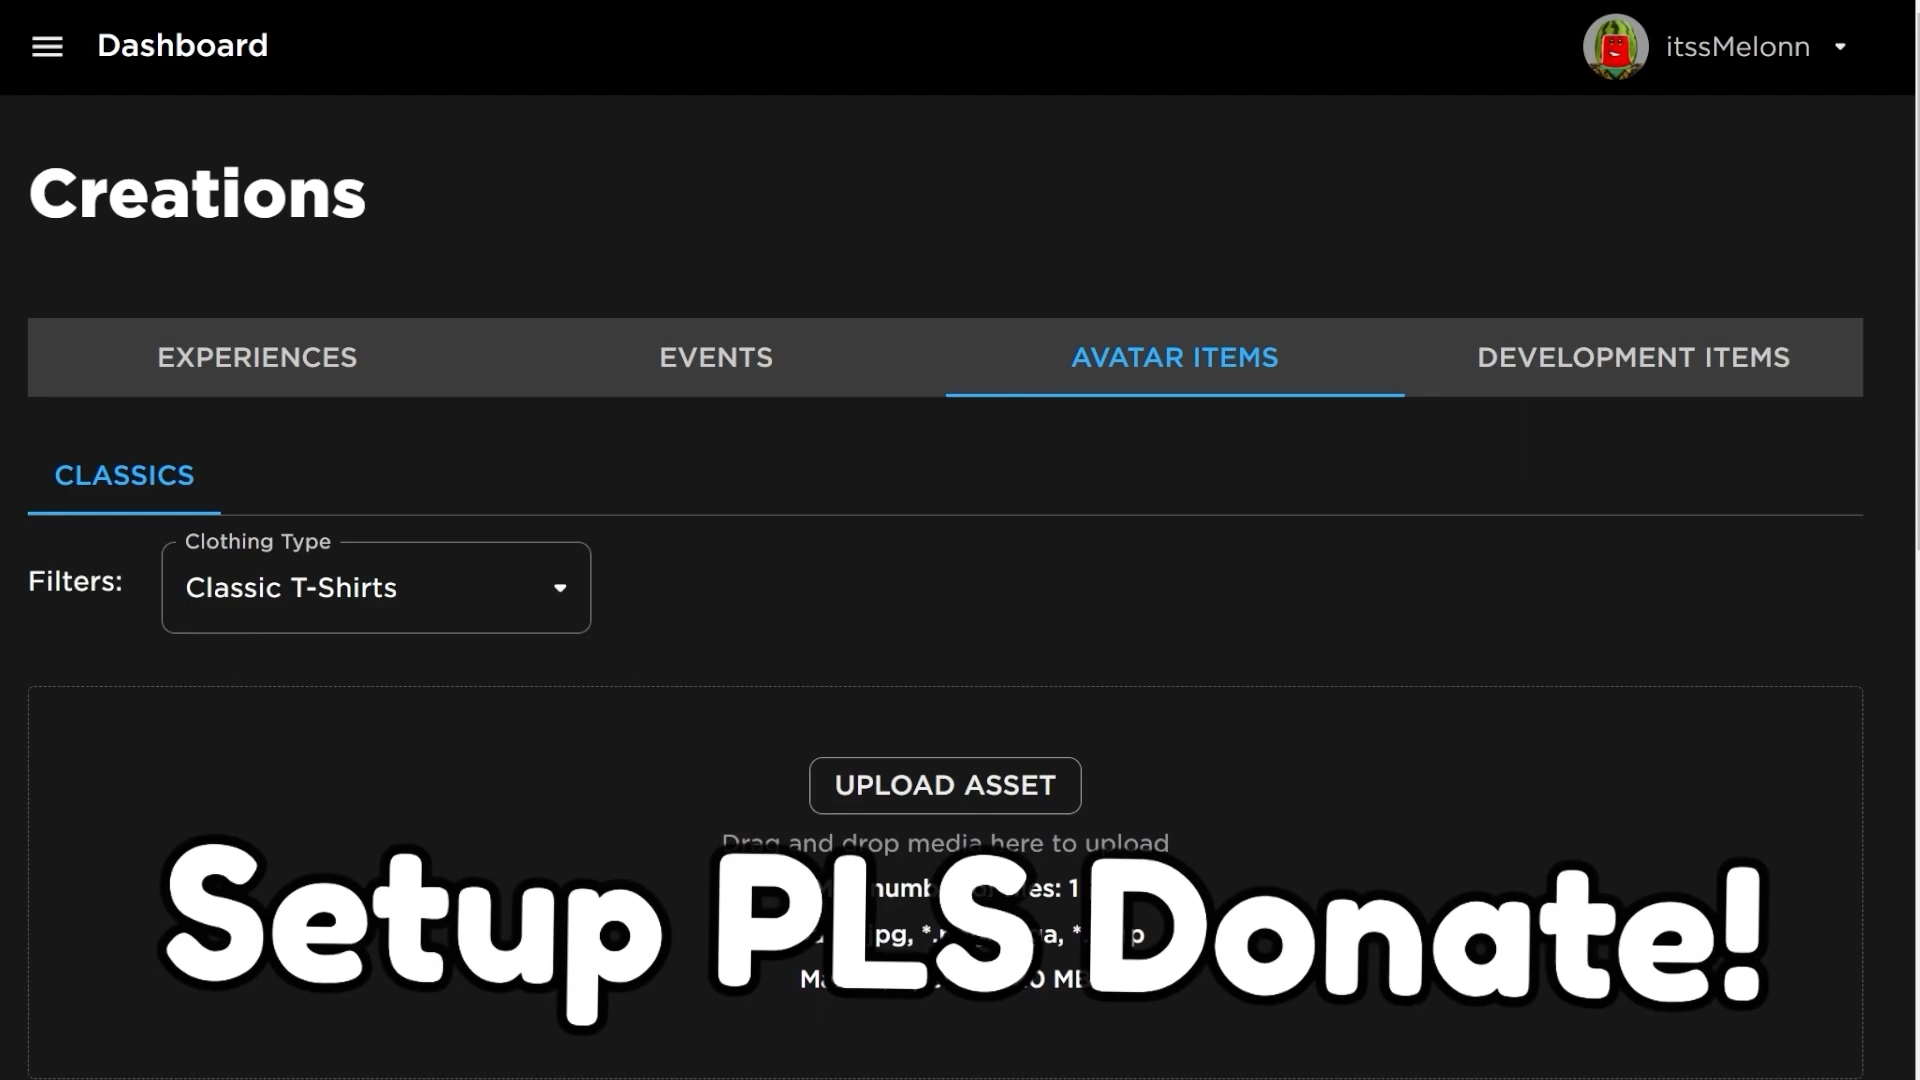 Dashboard
itssMelonn
Creations
EXPERIENCES
EVENTS
AVATAR ITEMS
DEVELOPMENT ITEMS
CLASSICS
Filters:
Clothing Type
Classic T-Shirts
UPLOAD ASSET
Drag and drop media here to upload
Setup PLS Donate!